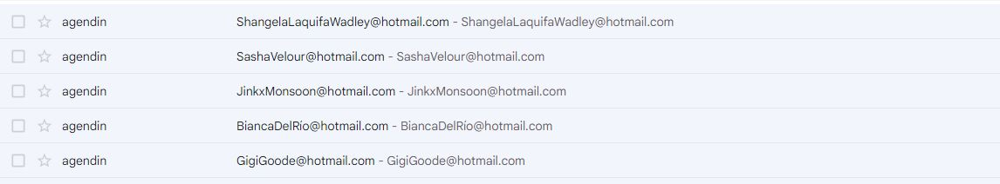 agendin ShangelaLaquifaWadley@hotmail.com - ShangelaLaquifaWadley@hotmail.com
agendin SashaVelour@hotmail.com - SashaVelour@hotmail.com
agendin JinkxMonsoon@hotmail.com - JinkxMonsoon@hotmail.com
agendin BiancaDelRío@hotmail.com - BiancaDelRío@hotmail.com
agendin GigiGoode@hotmail.com - GigiGoode@hotmail.com